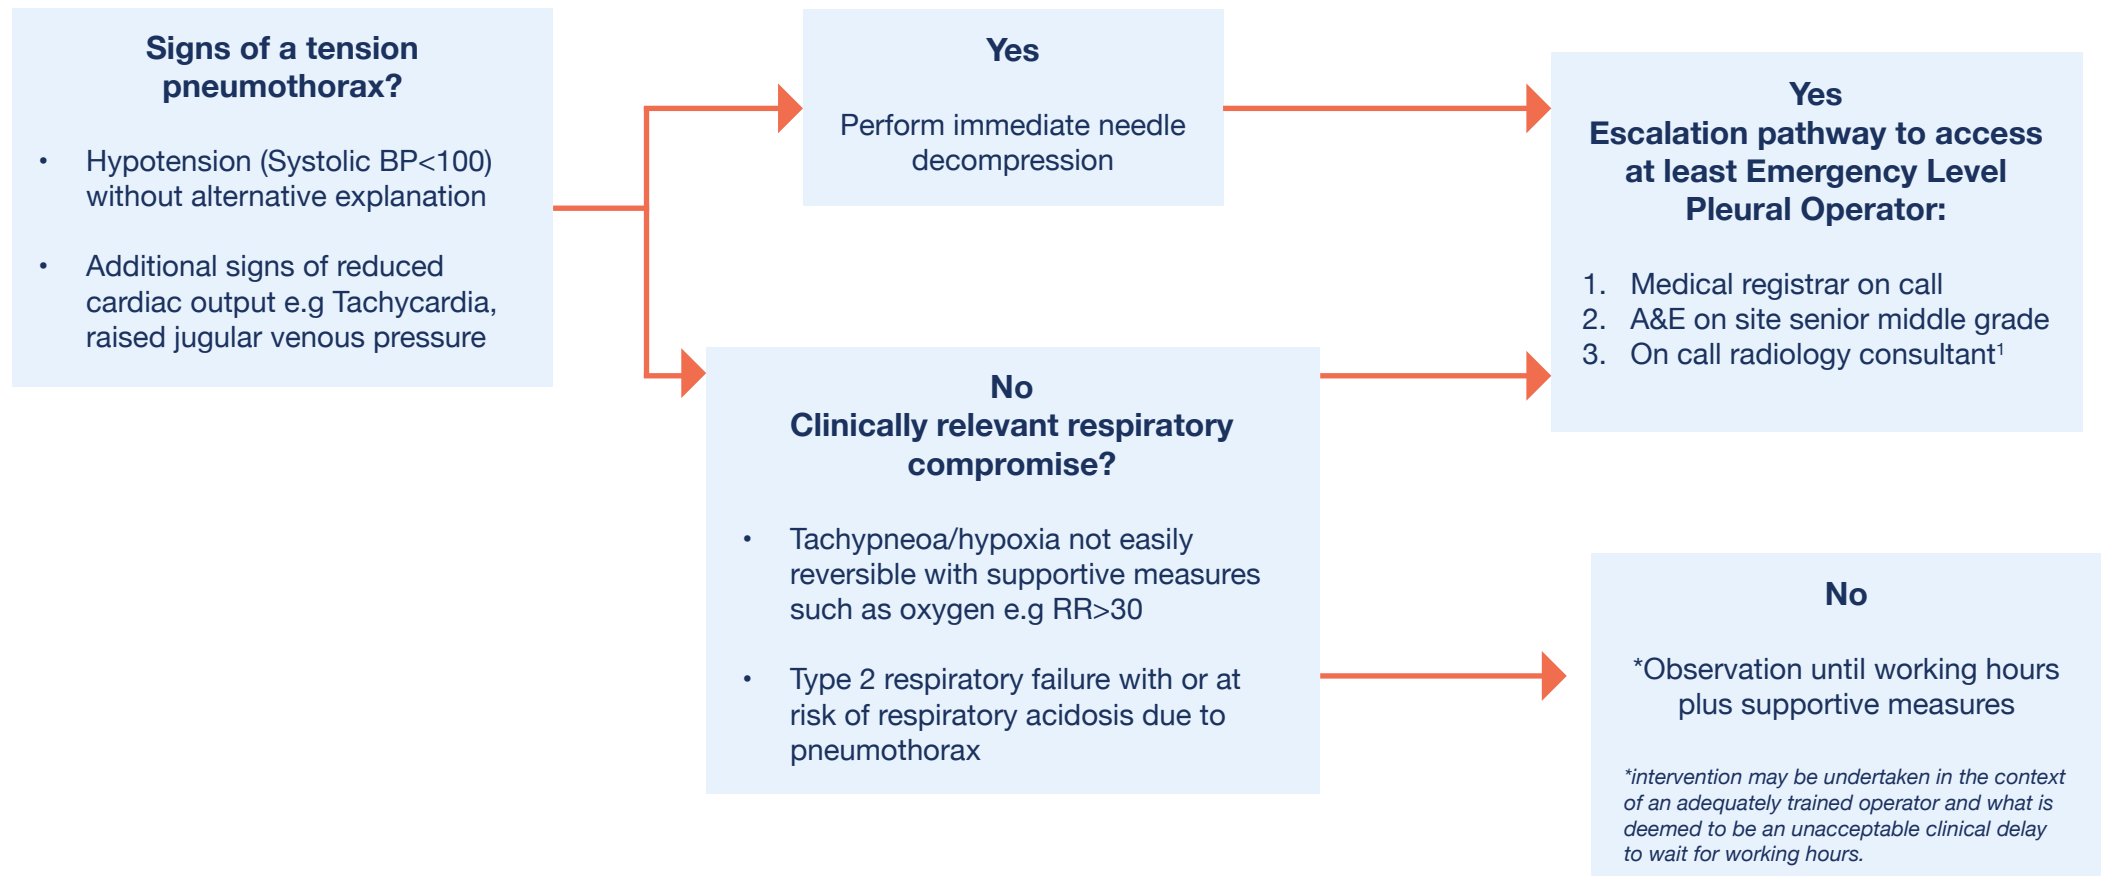 Signs of a tension
pneumothorax?
• Hypotension (Systolic BP<100)
without alternative explanation
• Additional signs of reduced
cardiac output e.g Tachycardia,
raised jugular venous pressure
Yes
Perform immediate needle
decompression
No
Clinically relevant respiratory
compromise?
• Tachypneoa/hypoxia not easily
reversible with supportive measures
such as oxygen e.g RR>30
• Type 2 respiratory failure with or at
risk of respiratory acidosis due to
pneumothorax
Yes
Escalation pathway to access
at least Emergency Level
Pleural Operator:
1. Medical registrar on call
2. A&E on site senior middle grade
3. On call radiology consultant¹
No
*Observation until working hours
plus supportive measures
*intervention may be undertaken in the context
of an adequately trained operator and what is
deemed to be an unacceptable clinical delay
to wait for working hours.